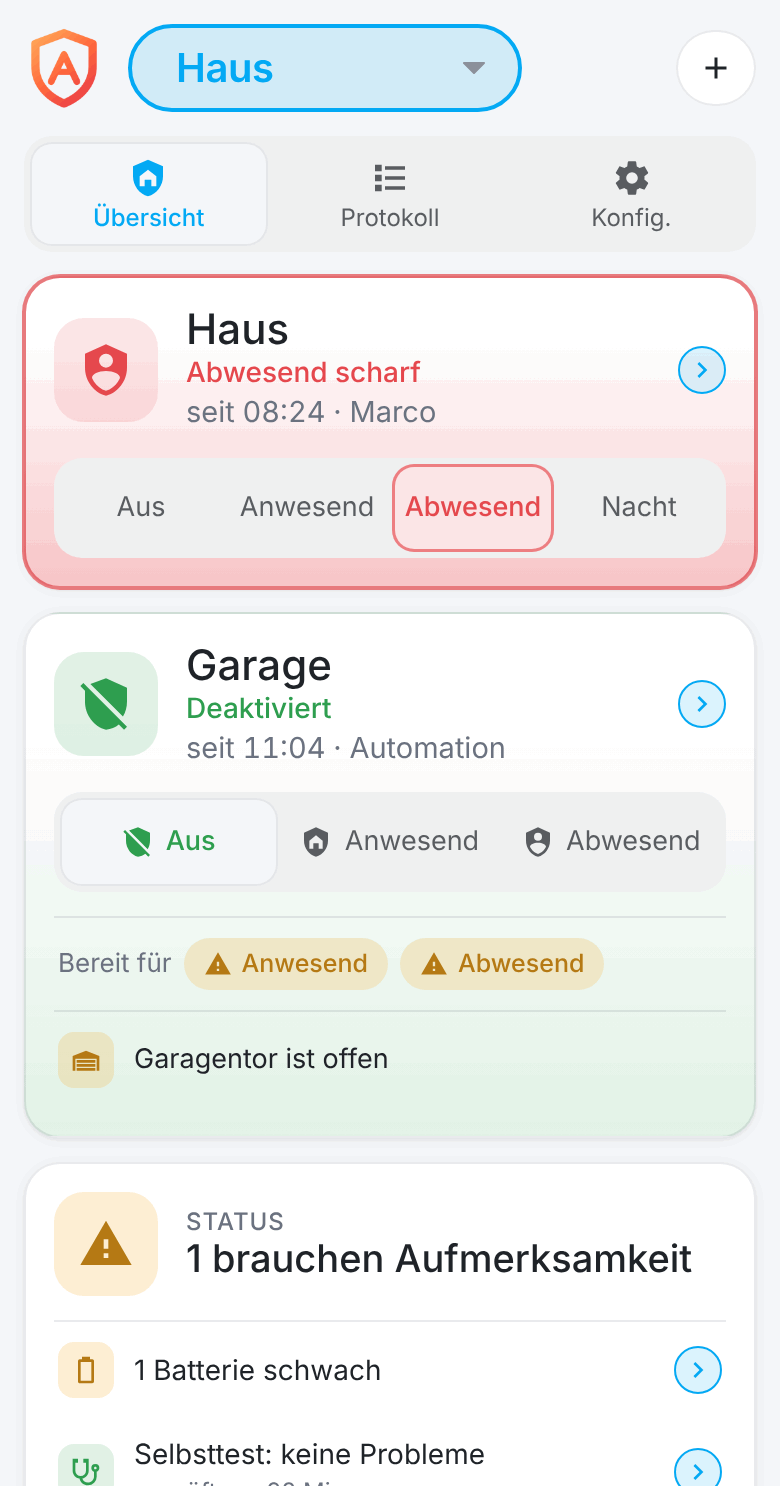 Haus
Übersicht
Protokoll
Konfig.
Haus
Abwesend scharf
seit 08:24 · Marco
Aus Anwesend Abwesend Nacht
Garage
Deaktiviert
seit 11:04 · Automation
Aus Anwesend Abwesend
Bereit für Anwesend Abwesend
Garagentor ist offen
STATUS
1 brauchen Aufmerksamkeit
1 Batterie schwach
Selbsttest: keine Probleme